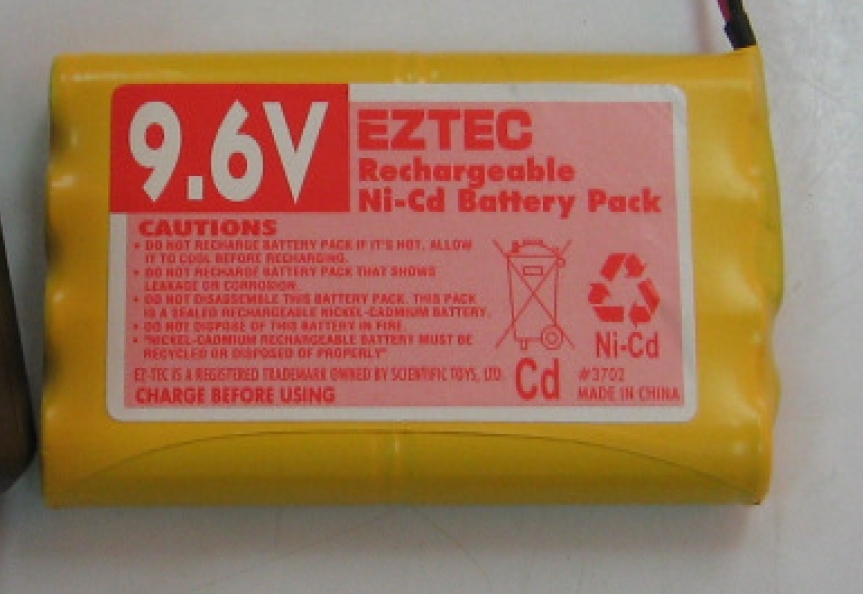 9.6V
EZTEC
Rechargeable
Ni-Cd Battery Pack
CAUTIONS
• DO NOT RECHARGE BATTERY PACK IF IT'S HOT. ALLOW
IT TO COOL BEFORE RECHARGING.
• DO NOT RECHARGE BATTERY PACK THAT SHOWS
LEAKAGE OR CORROSION.
• DO NOT DISASSEMBLE THIS BATTERY PACK. THIS PACK
IS A SEALED RECHARGEABLE NICKEL-CADMIUM BATTERY.
• DO NOT DISPOSE OF THIS BATTERY IN FIRE.
• "NICKEL-CADMIUM RECHARGEABLE BATTERY MUST BE
RECYCLED OR DISPOSED OF PROPERLY"
EZ-TEC IS A REGISTERED TRADEMARK OWNED BY SCIENTIFIC TOYS, LTD.
CHARGE BEFORE USING
Cd
Ni-Cd
#3702
MADE IN CHINA